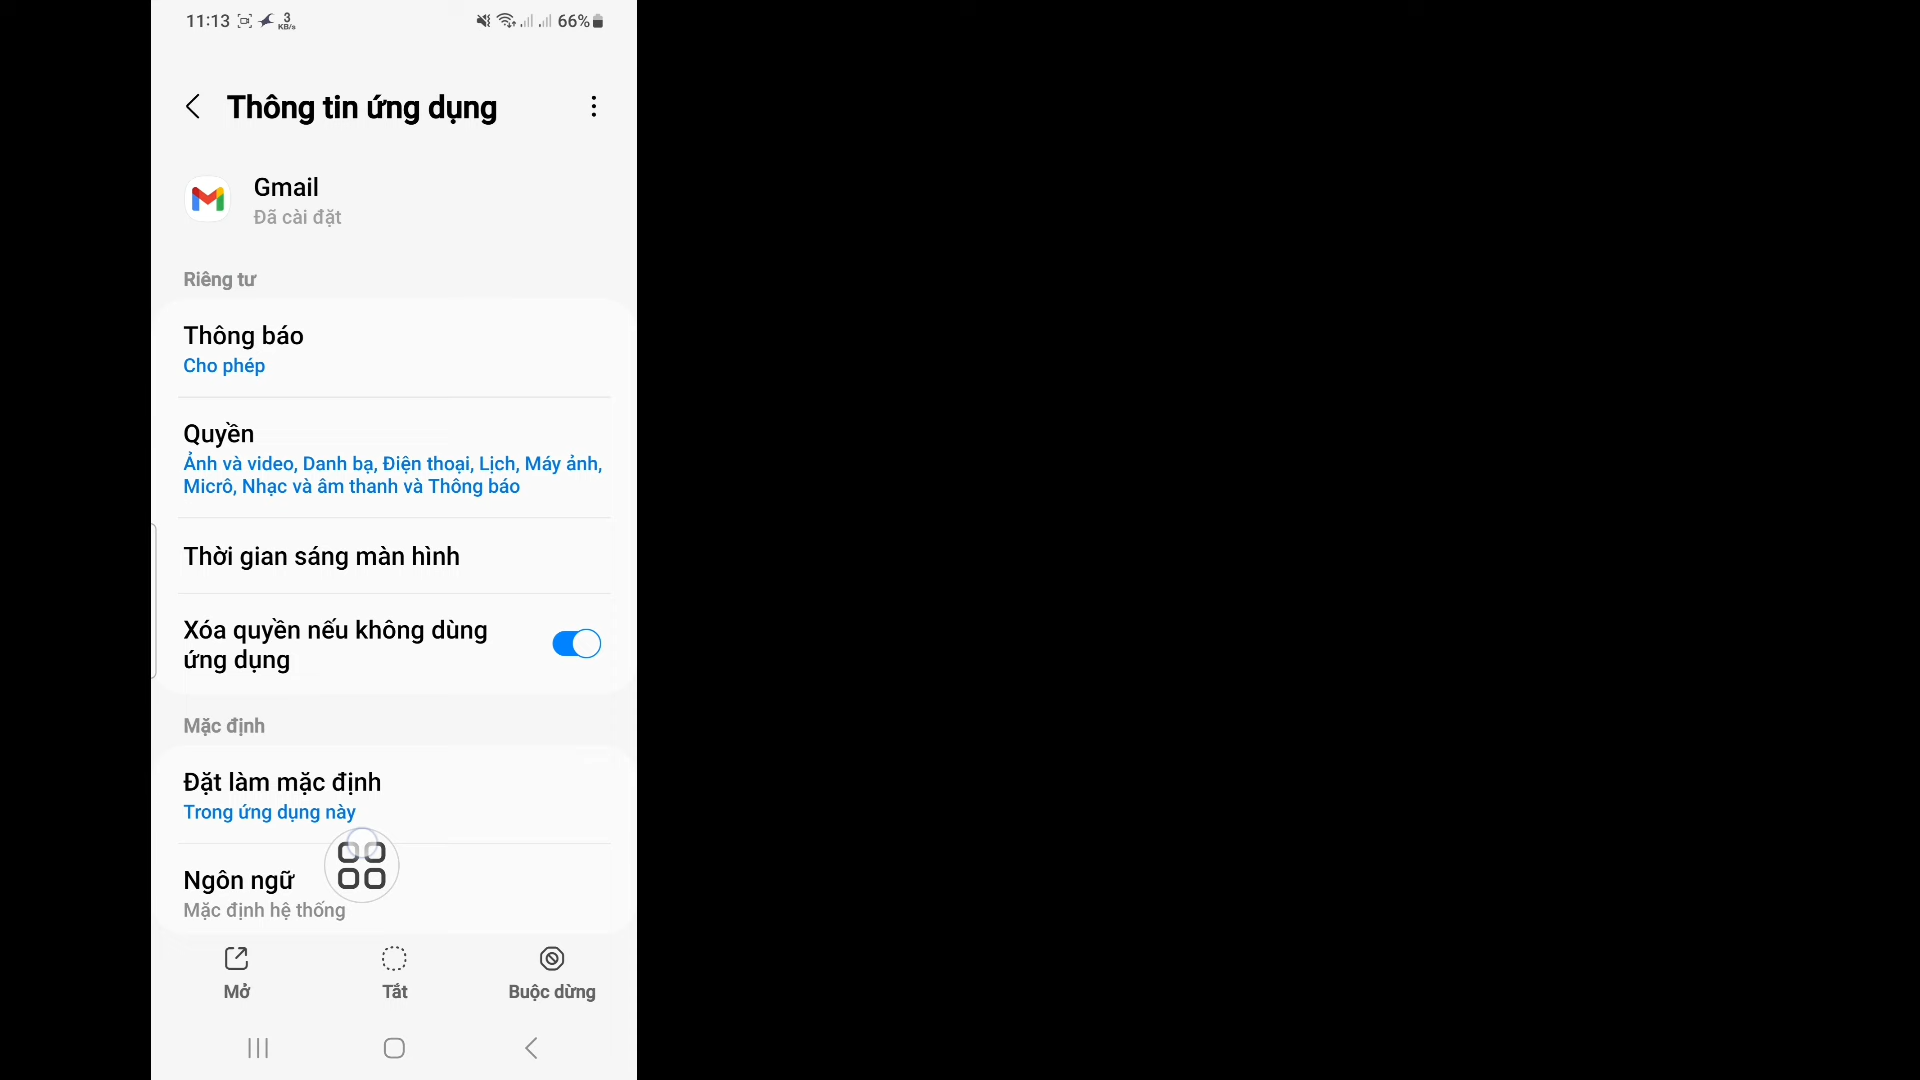 11:13 3 KB/s 66%
Thông tin ứng dụng
Gmail
Đã cài đặt
Riêng tư
Thông báo
Cho phép
Quyền
Ảnh và video, Danh bạ, Điện thoại, Lịch, Máy ảnh,
Micrô, Nhạc và âm thanh và Thông báo
Thời gian sáng màn hình
Xóa quyền nếu không dùng
ứng dụng
Mặc định
Đặt làm mặc định
Trong ứng dụng này
Ngôn ngữ
Mặc định hệ thống
Mở Tắt Buộc dừng